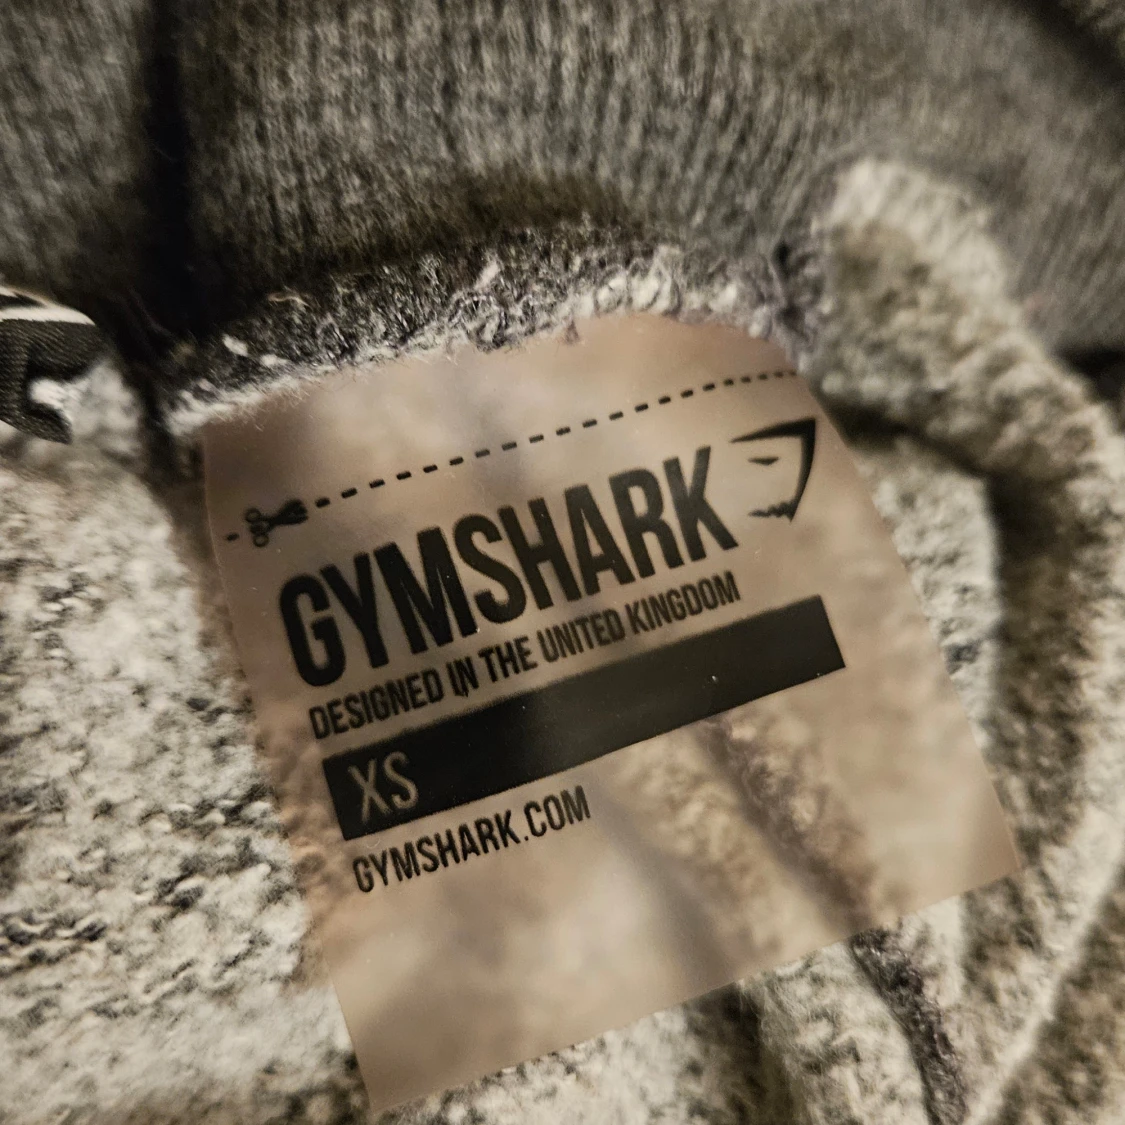 GYMSHARK
DESIGNED IN THE UNITED KINGDOM
XS
GYMSHARK.COM